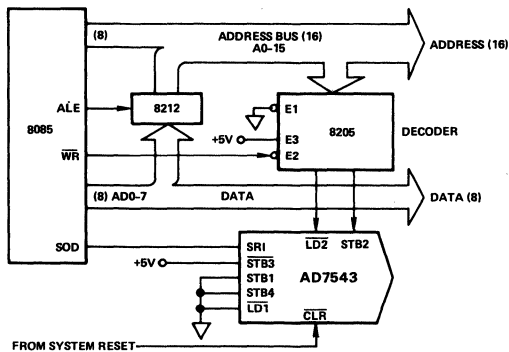 (8)
ADDRESS BUS (16)
A0-15
ADDRESS (16)
ALE
8212
E1
8205
DECODER
8085
+5V
E3
E2
WR
(8) AD0-7
DATA
DATA (8)
SOD
SRI
LD2
STB2
+5V
STB3
STB1
AD7543
STB4
LD1
CLR
FROM SYSTEM RESET